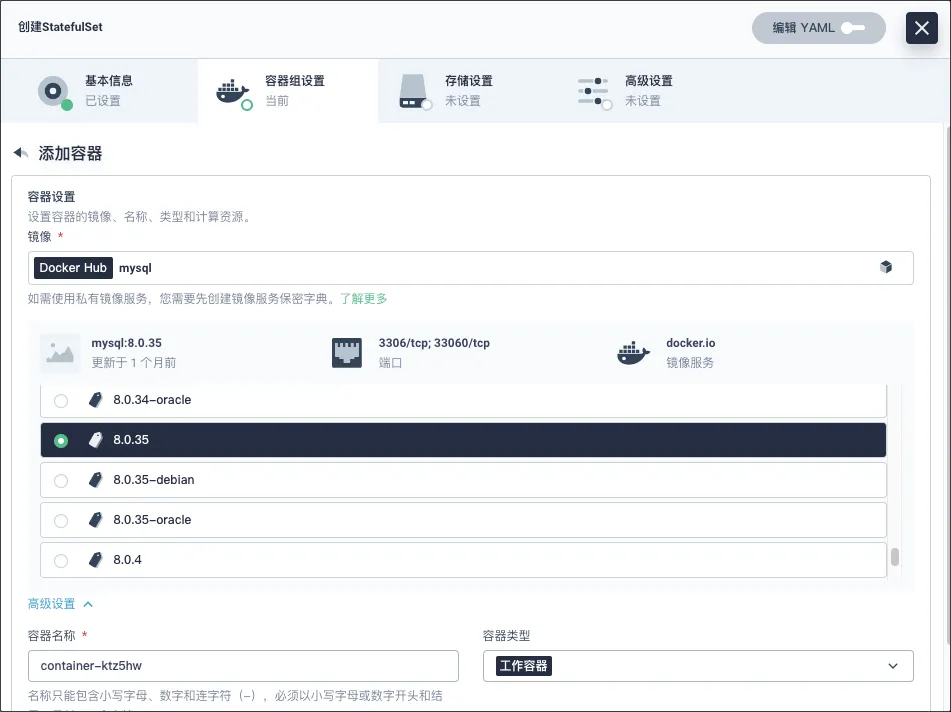 创建StatefulSet
编辑 YAML
基本信息
已设置
容器组设置
当前
存储设置
未设置
高级设置
未设置
添加容器
容器设置
设置容器的镜像、名称、类型和计算资源。
镜像 *
Docker Hub mysql
如需使用私有镜像服务，您需要先创建镜像服务保密字典。了解更多
mysql:8.0.35
更新于 1 个月前
3306/tcp; 33060/tcp
端口
docker.io
镜像服务
8.0.34-oracle
8.0.35
8.0.35-debian
8.0.35-oracle
8.0.4
高级设置
容器名称 *
container-ktz5hw
容器类型
工作容器
名称只能包含小写字母、数字和连字符（-），必须以小写字母或数字开头和结